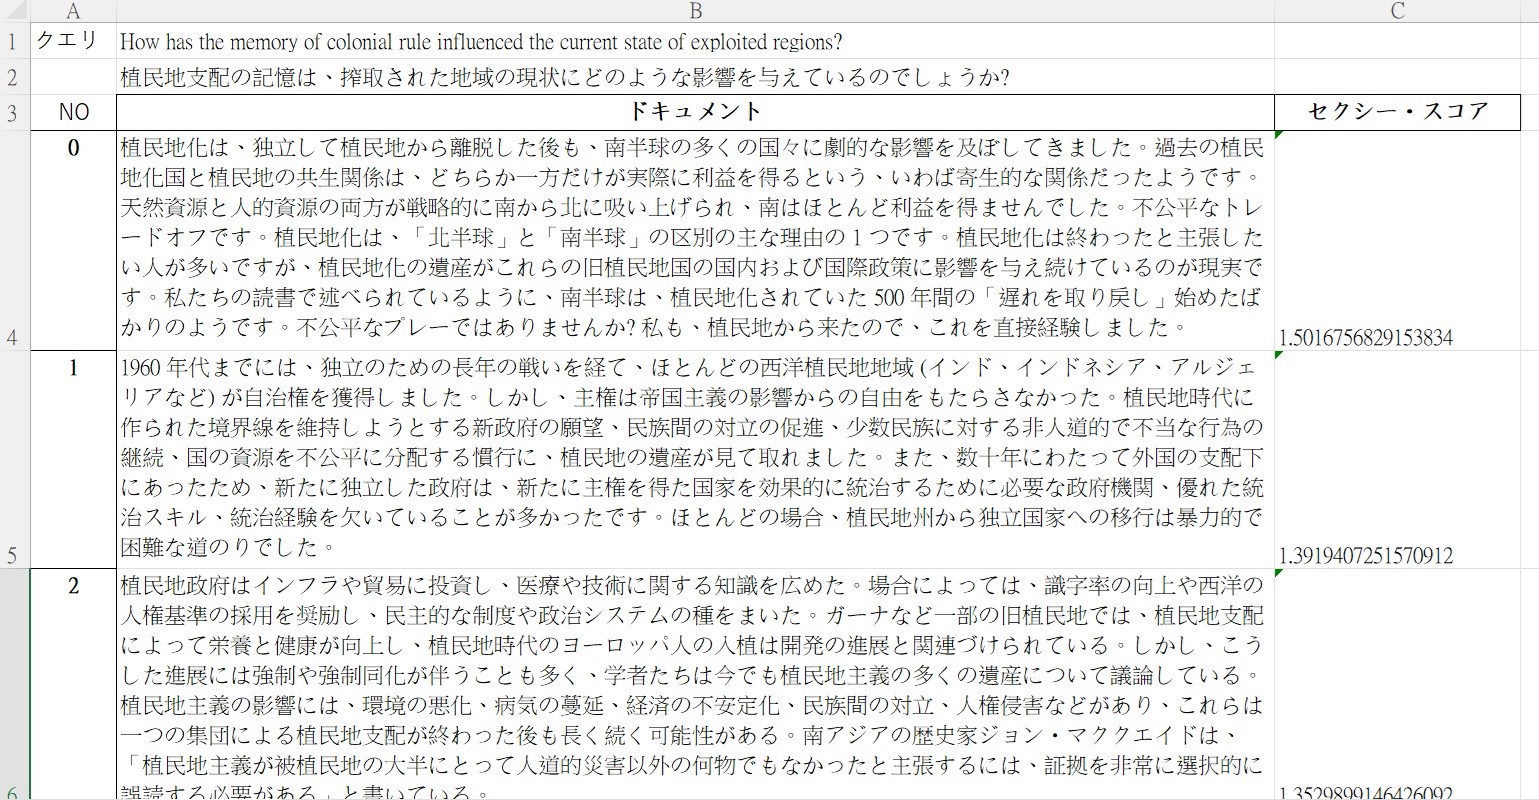 A B C
1 クエリ How has the memory of colonial rule influenced the current state of exploited regions?
2 植民地支配の記憶は、搾取された地域の現状にどのような影響を与えているのでしょうか?
3 NO ドキュメント セクシー・スコア
0 植民地化は、独立して植民地から離脱した後も、南半球の多くの国々に劇的な影響を及ぼしてきました。過去の植民
地化国と植民地の共生関係は、どちらか一方だけが実際に利益を得るという、いわば寄生的な関係だったようです。
天然資源と人的資源の両方が戦略的に南から北に吸い上げられ、南はほとんど利益を得ませんでした。不公平なトレ
ードオフです。植民地化は、「北半球」と「南半球」の区別の主な理由の 1 つです。植民地化は終わったと主張した
い人が多いですが、植民地化の遺産がこれらの旧植民地国の国内および国際政策に影響を与え続けているのが現実で
す。私たちの読書で述べられているように、南半球は、植民地化されていた 500 年間の「遅れを取り戻し」始めたば
かりのようです。不公平なプレーではありませんか? 私も、植民地から来たので、これを直接経験しました。
4 1.5016756829153834
1 1960 年代までには、独立のための長年の戦いを経て、ほとんどの西洋植民地地域 (インド、インドネシア、アルジェ
リアなど) が自治権を獲得しました。しかし、主権は帝国主義の影響からの自由をもたらさなかった。植民地時代に
作られた境界線を維持しようとする新政府の願望、民族間の対立の促進、少数民族に対する非人道的で不当な行為の
継続、国の資源を不公平に分配する慣行に、植民地の遺産が見て取れました。また、数十年にわたって外国の支配下
にあったため、新たに独立した政府は、新たに主権を得た国家を効果的に統治するために必要な政府機関、優れた統
治スキル、統治経験を欠いていることが多かったです。ほとんどの場合、植民地州から独立国家への移行は暴力的で
困難な道のりでした。
5 1.3919407251570912
2 植民地政府はインフラや貿易に投資し、医療や技術に関する知識を広めた。場合によっては、識字率の向上や西洋の
人権基準の採用を奨励し、民主的な制度や政治システムの種をまいた。ガーナなど一部の旧植民地では、植民地支配
によって栄養と健康が向上し、植民地時代のヨーロッパ人の入植は開発の進展と関連づけられている。しかし、こう
した進展には強制や強制同化が伴うことも多く、学者たちは今でも植民地主義の多くの遺産について議論している。
植民地主義の影響には、環境の悪化、病気の蔓延、経済の不安定化、民族間の対立、人権侵害などがあり、これらは
一つの集団による植民地支配が終わった後も長く続く可能性がある。南アジアの歴史家ジョン・マククエイドは、
「植民地主義が被植民地の大半にとって人道的災害以外の何物でもなかったと主張するには、証拠を非常に選択的に
誤読する必要がある」と書いている。
6 1.3529899146426092